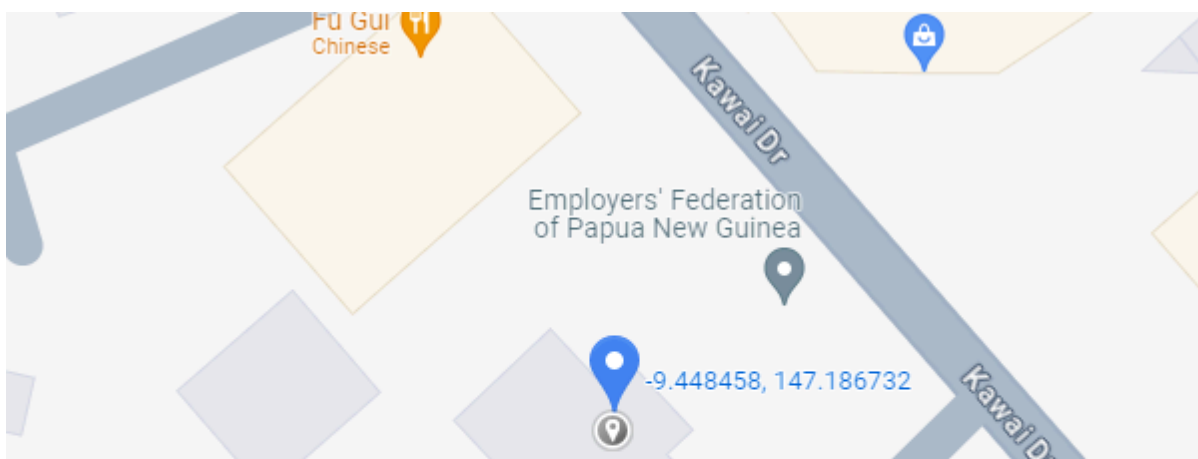 Fu Gui
Chinese
Kawai Dr
Employers' Federation
of Papua New Guinea
-9.448458, 147.186732
Kawai Dr